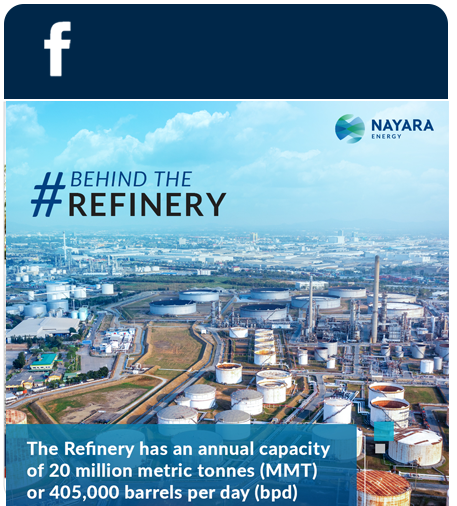 f
NAYARA
ENERGY
#BEHIND THE
REFINERY
The Refinery has an annual capacity
of 20 million metric tonnes (MMT)
or 405,000 barrels per day (bpd)